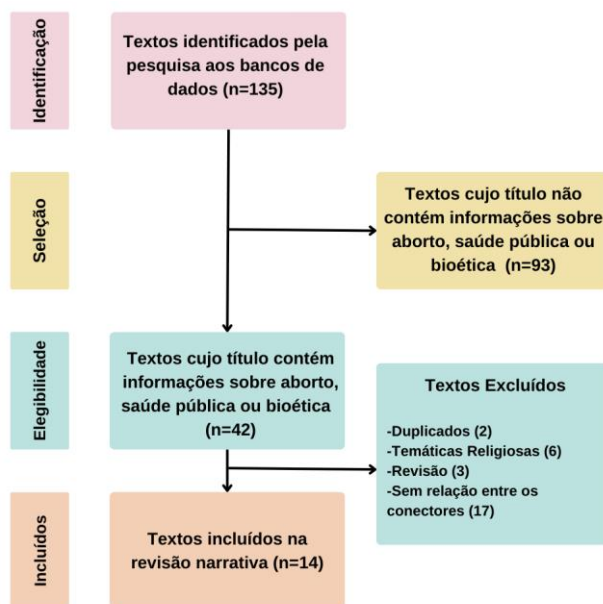 Identificação
Textos identificados pela
pesquisa aos bancos de
dados (n=135)
Seleção
Textos cujo título não
contém informações sobre
aborto, saúde pública ou
bioética (n=93)
Elegibilidade
Textos cujo título contém
informações sobre aborto,
saúde pública ou bioética
(n=42)
Textos Excluídos
-Duplicados (2)
-Temáticas Religiosas (6)
-Revisão (3)
-Sem relação entre os
conectores (17)
Incluídos
Textos incluídos na
revisão narrativa (n=14)